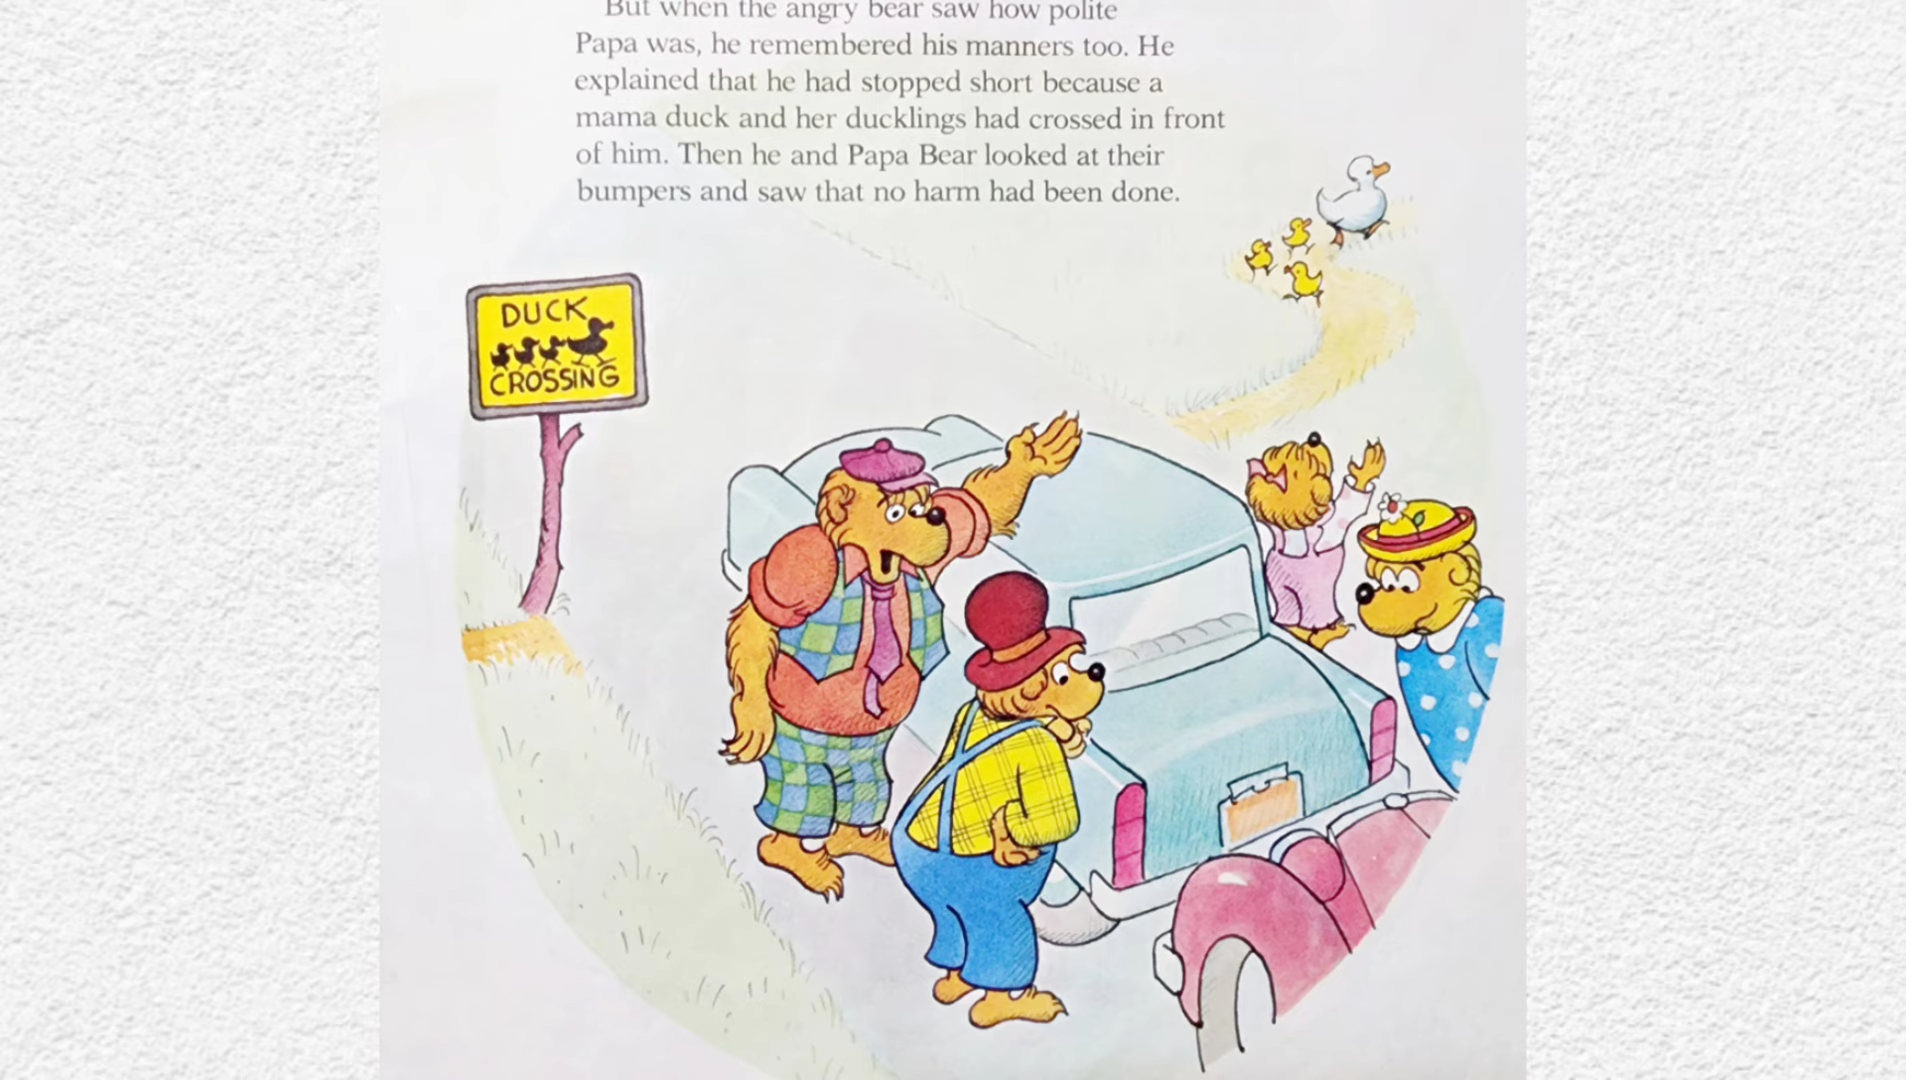 But when the angry bear saw how polite
Papa was, he remembered his manners too. He
explained that he had stopped short because a
mama duck and her ducklings had crossed in front
of him. Then he and Papa Bear looked at their
bumpers and saw that no harm had been done.
DUCK
CROSSING